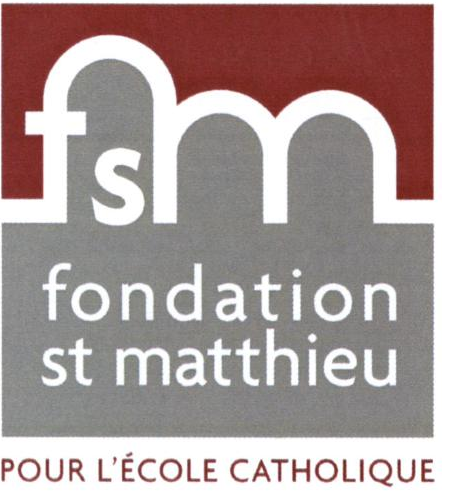 fsm
fondation
st matthieu
POUR L'ÉCOLE CATHOLIQUE